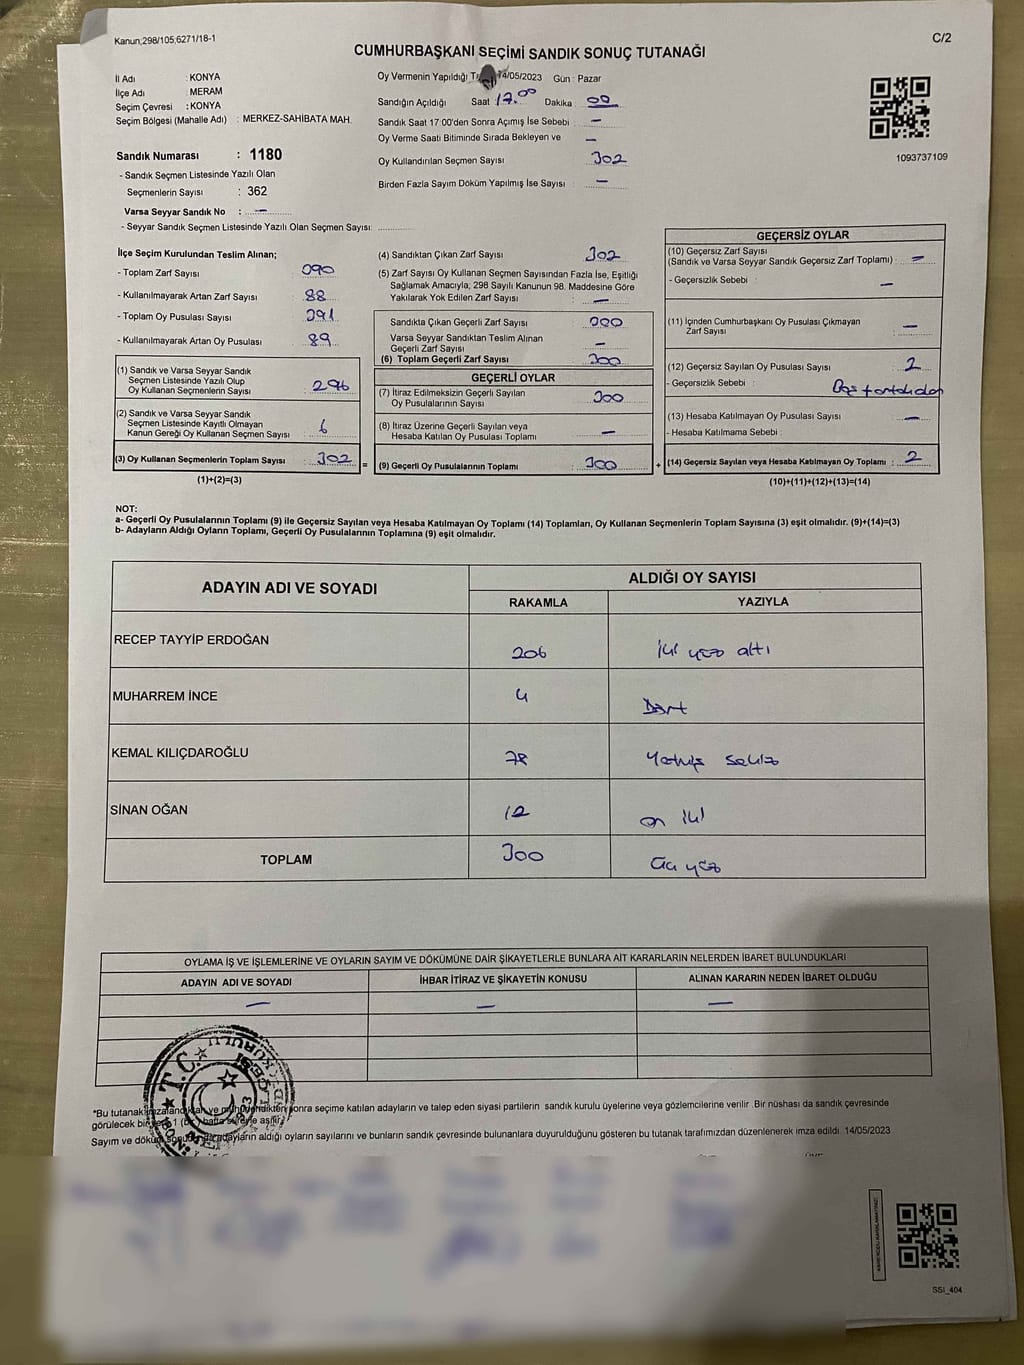 Kanun;298/105;6271/18-1
C/2
CUMHURBAŞKANI SEÇİMİ SANDIK SONUÇ TUTANAĞI
İl Adı : KONYA
İlçe Adı : MERAM
Seçim Çevresi : KONYA
Seçim Bölgesi (Mahalle Adı) : MERKEZ-SAHİBATA MAH.
Sandık Numarası : 1180
- Sandık Seçmen Listesinde Yazılı Olan
Seçmenlerin Sayısı : 362
Varsa Seyyar Sandık No : —
- Seyyar Sandık Seçmen Listesinde Yazılı Olan Seçmen Sayısı:
Oy Vermenin Yapıldığı 14/05/2023 Gün : Pazar
Sandığın Açıldığı Saat 17.00 Dakika 00
Sandık Saat 17:00'den Sonra Açımış İse Sebebi : —
Oy Verme Saati Bitiminde Sırada Bekleyen ve —
Oy Kullandırılan Seçmen Sayısı 302
Birden Fazla Sayım Döküm Yapılmış İse Sayısı : —
1093737109
İlçe Seçim Kurulundan Teslim Alınan;
- Toplam Zarf Sayısı : 390
- Kullanılmayarak Artan Zarf Sayısı : 88
- Toplam Oy Pusulası Sayısı : 391
- Kullanılmayarak Artan Oy Pusulası : 89
(1) Sandık ve Varsa Seyyar Sandık
Seçmen Listesinde Yazılı Olup
Oy Kullanan Seçmenlerin Sayısı : 296
(2) Sandık ve Varsa Seyyar Sandık
Seçmen Listesinde Kayıtlı Olmayan
Kanun Gereği Oy Kullanan Seçmen Sayısı : 6
(3) Oy Kullanan Seçmenlerin Toplam Sayısı : 302
(1)+(2)=(3)
(4) Sandıktan Çıkan Zarf Sayısı : 302
(5) Zarf Sayısı Oy Kullanan Seçmen Sayısından Fazla İse, Eşitliği
Sağlamak Amacıyla; 298 Sayılı Kanunun 98. Maddesine Göre
Yakılarak Yok Edilen Zarf Sayısı : —
Sandıkta Çıkan Geçerli Zarf Sayısı : 300
Varsa Seyyar Sandıktan Teslim Alınan
Geçerli Zarf Sayısı : —
(6) Toplam Geçerli Zarf Sayısı : 300
GEÇERLİ OYLAR
(7) İtiraz Edilmeksizin Geçerli Sayılan
Oy Pusulalarının Sayısı : 300
(8) İtiraz Üzerine Geçerli Sayılan veya
Hesaba Katılan Oy Pusulası Toplamı : —
(9) Geçerli Oy Pusulalarının Toplamı : 300
GEÇERSİZ OYLAR
(10) Geçersiz Zarf Sayısı
(Sandık ve Varsa Seyyar Sandık Geçersiz Zarf Toplamı) : —
- Geçersizlik Sebebi : —
(11) İçinden Cumhurbaşkanı Oy Pusulası Çıkmayan
Zarf Sayısı : —
(12) Geçersiz Sayılan Oy Pusulası Sayısı : 2
- Geçersizlik Sebebi :
(13) Hesaba Katılmayan Oy Pusulası Sayısı : —
- Hesaba Katılmama Sebebi :
(14) Geçersiz Sayılan veya Hesaba Katılmayan Oy Toplamı : 2
(10)+(11)+(12)+(13)=(14)
NOT:
a- Geçerli Oy Pusulalarının Toplamı (9) ile Geçersiz Sayılan veya Hesaba Katılmayan Oy Toplamı (14) Toplamları, Oy Kullanan Seçmenlerin Toplam Sayısına (3) eşit olmalıdır. (9)+(14)=(3)
b- Adayların Aldığı Oyların Toplamı, Geçerli Oy Pusulalarının Toplamına (9) eşit olmalıdır.
ADAYIN ADI VE SOYADI
ALDIĞI OY SAYISI
RAKAMLA YAZIYLA
RECEP TAYYİP ERDOĞAN 206 iki yüz altı
MUHARREM İNCE 4 Dört
KEMAL KILIÇDAROĞLU 78 Yetmiş sekiz
SİNAN OĞAN 12 on iki
TOPLAM 300 üç yüz
OYLAMA İŞ VE İŞLEMLERİNE VE OYLARIN SAYIM VE DÖKÜMÜNE DAİR ŞİKAYETLERLE BUNLARA AİT KARARLARIN NELERDEN İBARET BULUNDUKLARI
ADAYIN ADI VE SOYADI İHBAR İTİRAZ VE ŞİKAYETİN KONUSU ALINAN KARARIN NEDEN İBARET OLDUĞU
— — —
T.C.
*Bu tutanak imzalandıktan ve mühürlendikten sonra seçime katılan adayların ve talep eden siyasi partilerin sandık kurulu üyelerine veya gözlemcilerine verilir. Bir nüshası da sandık çevresinde
görülecek bir yere 1 (bir) hafta süreyle asılır.
Sayım ve döküm adayların aldığı oyların sayılarını ve bunların sandık çevresinde bulunanlara duyurulduğunu gösteren bu tutanak tarafımızdan düzenlenerek imza edildi. 14/05/2023
SSI_404